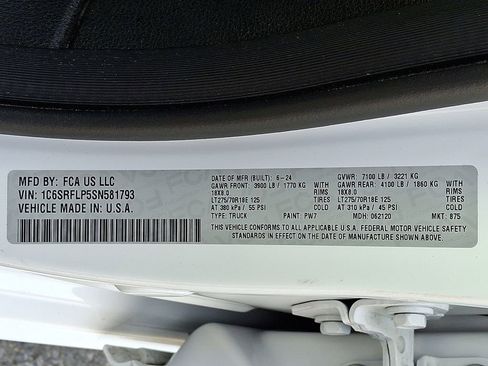 MFD BY: FCA US LLC
VIN: 1C6SRFLP5SN581793
VEHICLE MADE IN: U.S.A.
DATE OF MFR (BUILT): 6-24 GVWR: 7100 LB / 3221 KG
GAWR FRONT: 3900 LB / 1770 KG WITH GAWR REAR: 4100 LB / 1860 KG WITH
18X8.0 RIMS 18X8.0 RIMS
LT275/70R18E 125 TIRES LT275/70R18E 125 TIRES
AT 380 kPa / 55 PSI COLD AT 310 kPa / 45 PSI COLD
TYPE: TRUCK PAINT: PW7 MDH: 062120 MKT: 875
THIS VEHICLE CONFORMS TO ALL APPLICABLE U.S.A. FEDERAL MOTOR VEHICLE SAFETY
STANDARDS IN EFFECT ON THE DATE OF MANUFACTURE SHOWN ABOVE.